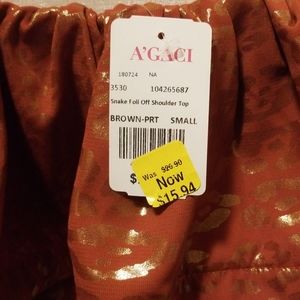 A'GACI
180724 NA
3530 104265687
Snake Foil Off Shoulder Top
BROWN-PRT SMALL
$
Was $26.90
Now
$15.94